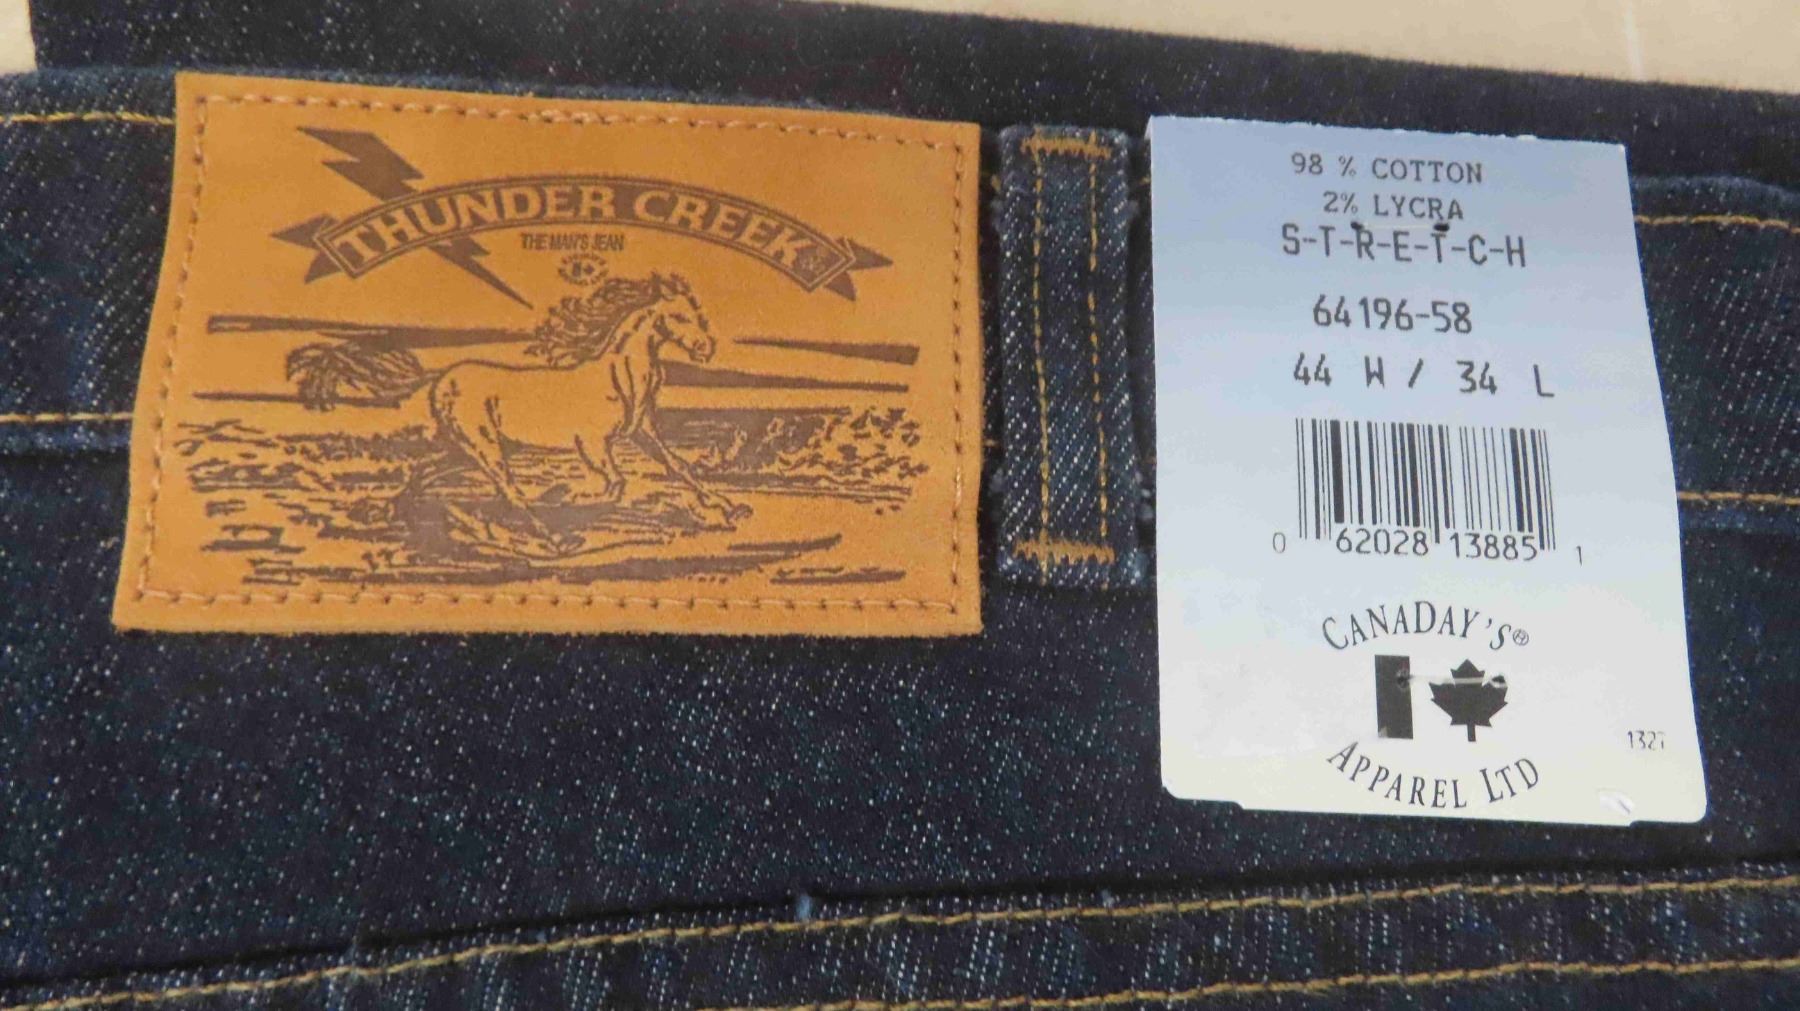 THUNDER CREEK®
THE MAN'S JEAN
98 % COTTON
2% LYCRA
S-T-R-E-T-C-H
64196-58
44 W / 34 L
0 62028 13885 1
CANADAY'S®
APPAREL LTD
1327